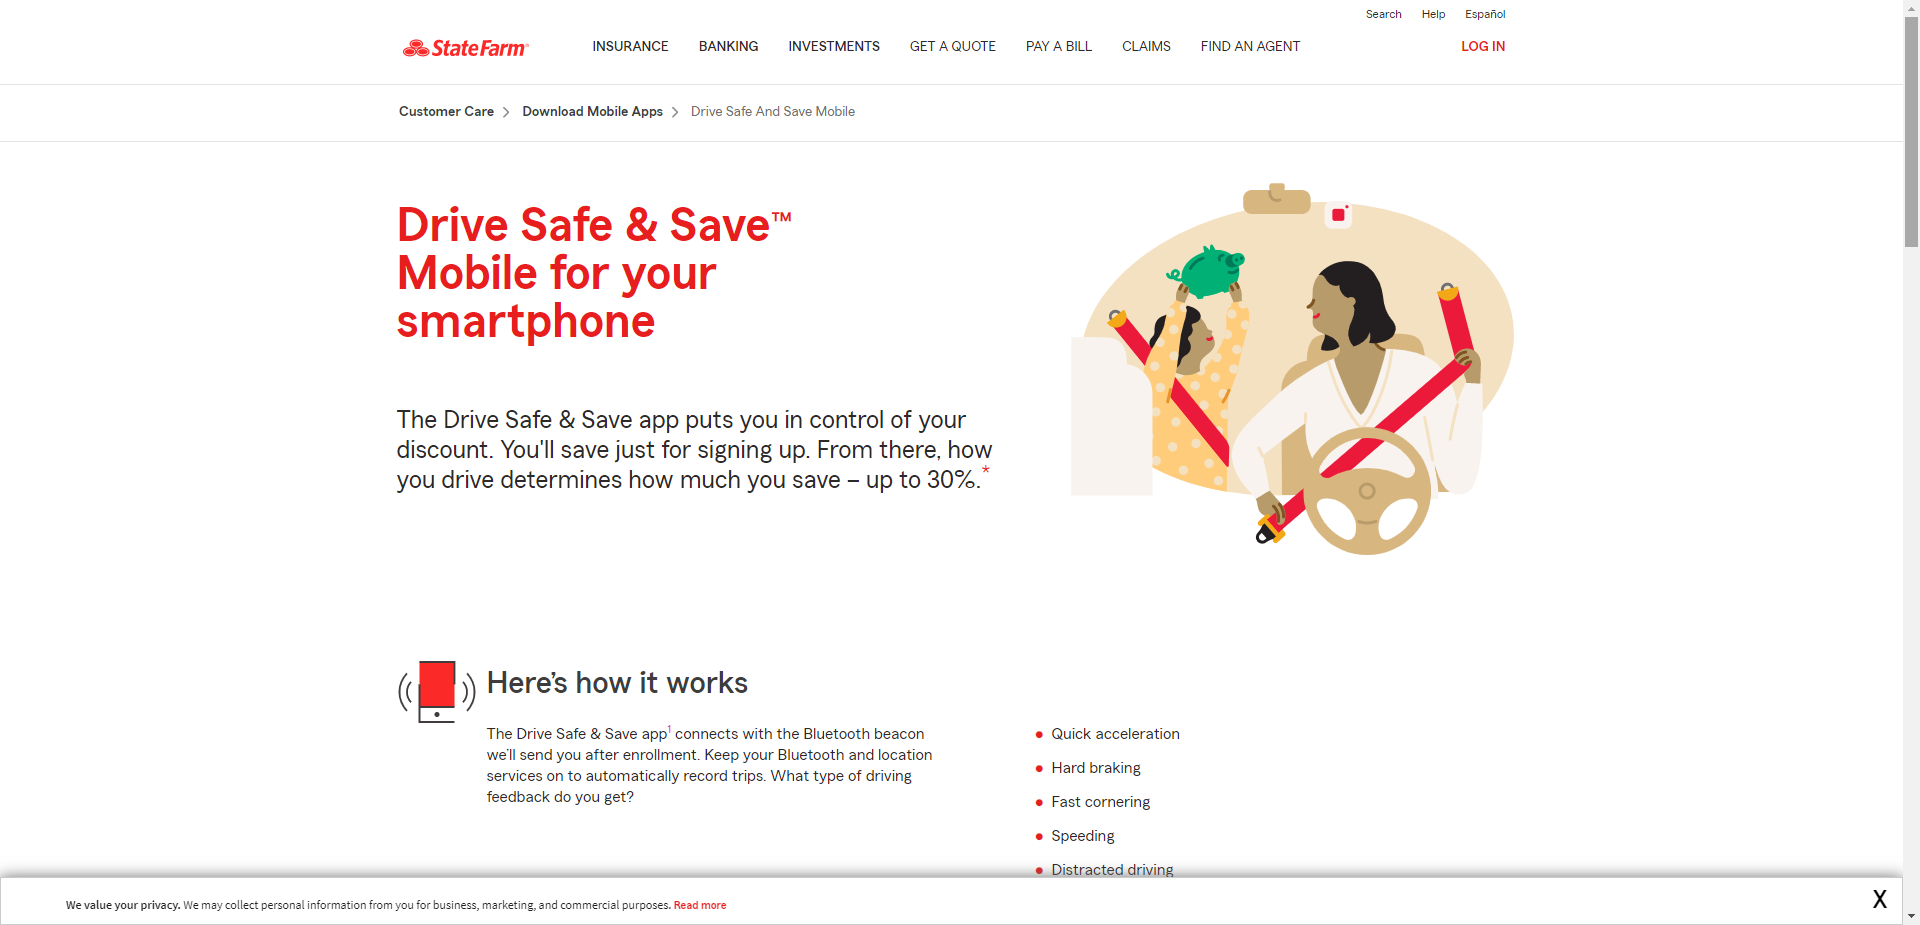 Search Help Español
State Farm®
INSURANCE BANKING INVESTMENTS GET A QUOTE PAY A BILL CLAIMS FIND AN AGENT LOG IN
Customer Care > Download Mobile Apps > Drive Safe And Save Mobile
Drive Safe & Save™
Mobile for your
smartphone
The Drive Safe & Save app puts you in control of your
discount. You'll save just for signing up. From there, how
you drive determines how much you save – up to 30%.*
Here’s how it works
The Drive Safe & Save app¹ connects with the Bluetooth beacon
we’ll send you after enrollment. Keep your Bluetooth and location
services on to automatically record trips. What type of driving
feedback do you get?
• Quick acceleration
• Hard braking
• Fast cornering
• Speeding
• Distracted driving
We value your privacy. We may collect personal information from you for business, marketing, and commercial purposes. Read more
X